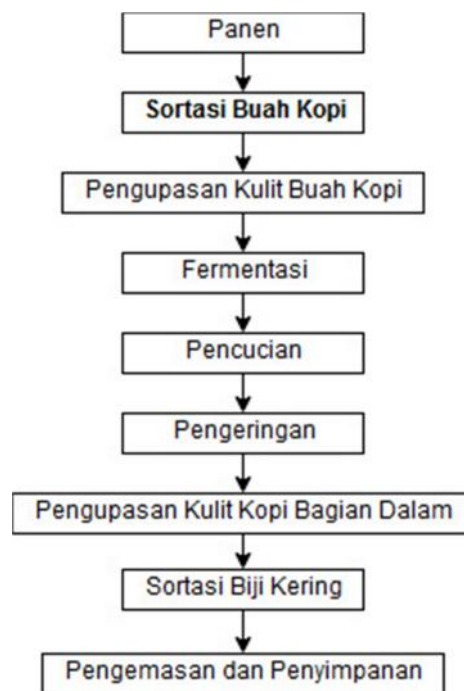 Panen
Sortasi Buah Kopi
Pengupasan Kulit Buah Kopi
Fermentasi
Pencucian
Pengeringan
Pengupasan Kulit Kopi Bagian Dalam
Sortasi Biji Kering
Pengemasan dan Penyimpanan